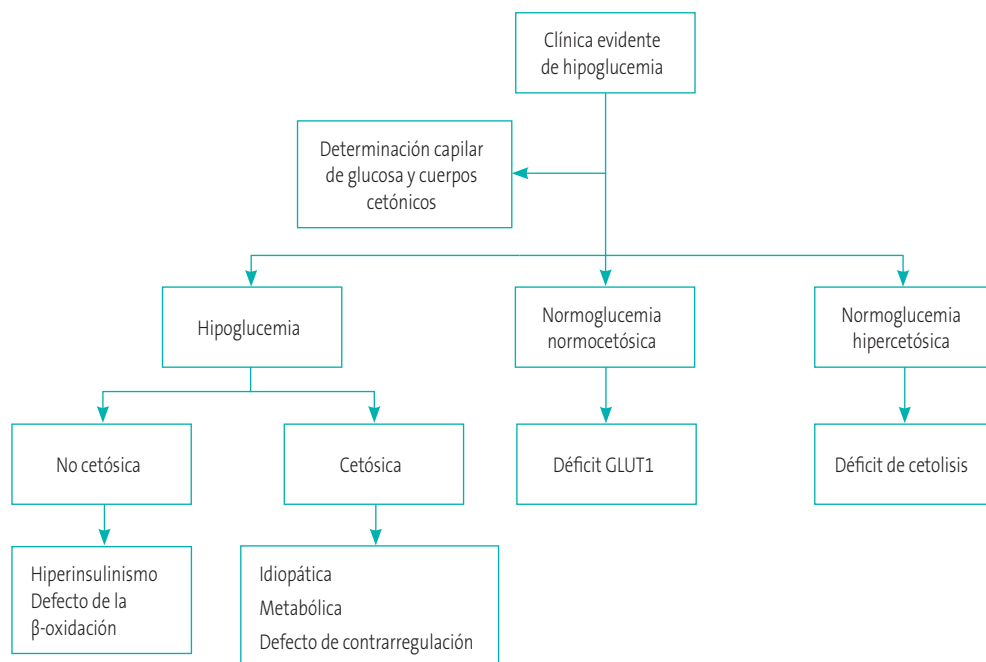 Clínica evidente
de hipoglucemia
Determinación capilar
de glucosa y cuerpos
cetónicos
Hipoglucemia
Normoglucemia
normocetósica
Normoglucemia
hipercetósica
No cetósica
Cetósica
Déficit GLUT1
Déficit de cetolisis
Hiperinsulinismo
Defecto de la
β-oxidación
Idiopática
Metabólica
Defecto de contrarregulación